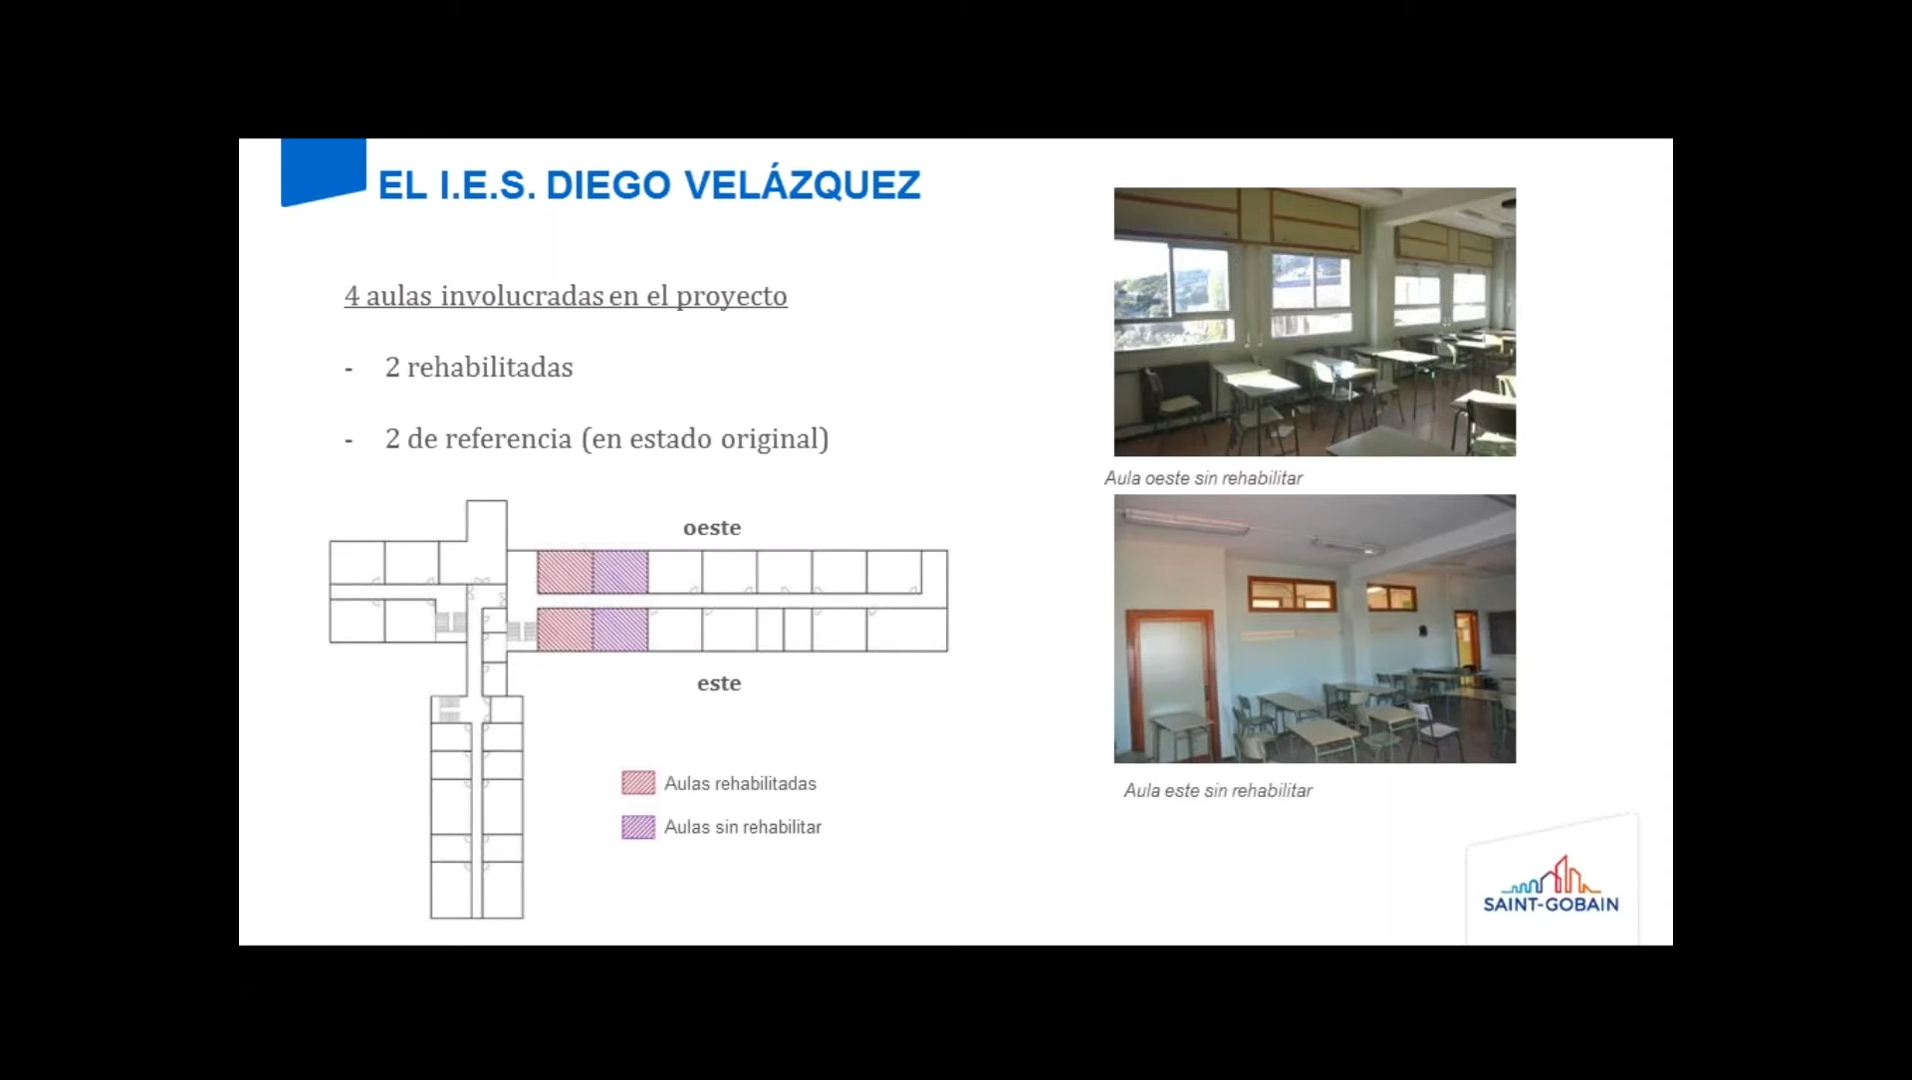 EL I.E.S. DIEGO VELÁZQUEZ
4 aulas involucradas en el proyecto
- 2 rehabilitadas
- 2 de referencia (en estado original)
oeste
este
Aulas rehabilitadas
Aulas sin rehabilitar
Aula oeste sin rehabilitar
Aula este sin rehabilitar
SAINT-GOBAIN